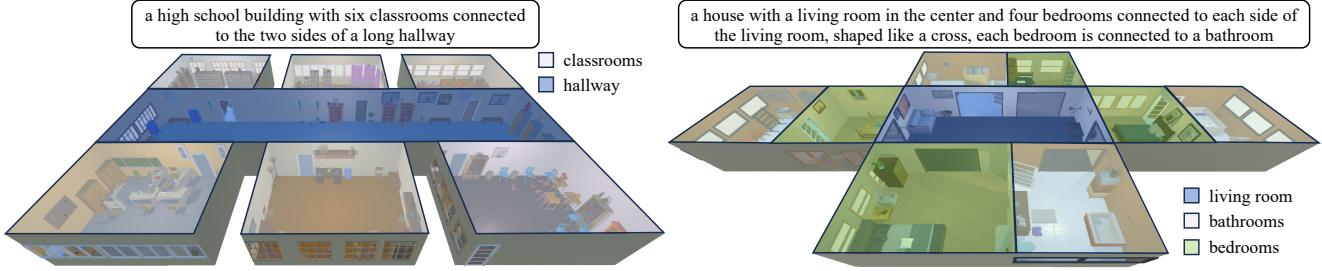 a high school building with six classrooms connected
to the two sides of a long hallway
classrooms
hallway
a house with a living room in the center and four bedrooms connected to each side of
the living room, shaped like a cross, each bedroom is connected to a bathroom
living room
bathrooms
bedrooms